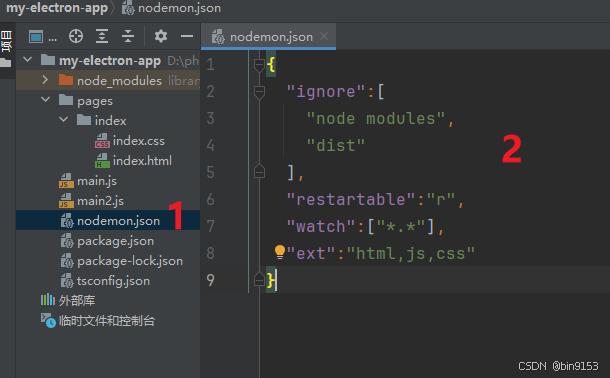 my-electron-app
nodemon.json
项目
...
nodemon.json
my-electron-app D:\ph
node_modules librar
pages
index
index.css
index.html
main.js
main2.js
nodemon.json
package.json
package-lock.json
tsconfig.json
外部库
临时文件和控制台
1
1 {
2 "ignore":[
3 "node modules",
4 "dist"
5 ],
6 "restartable":"r",
7 "watch":["*.*"],
8 "ext":"html,js,css"
9 }
2
CSDN @bin9153